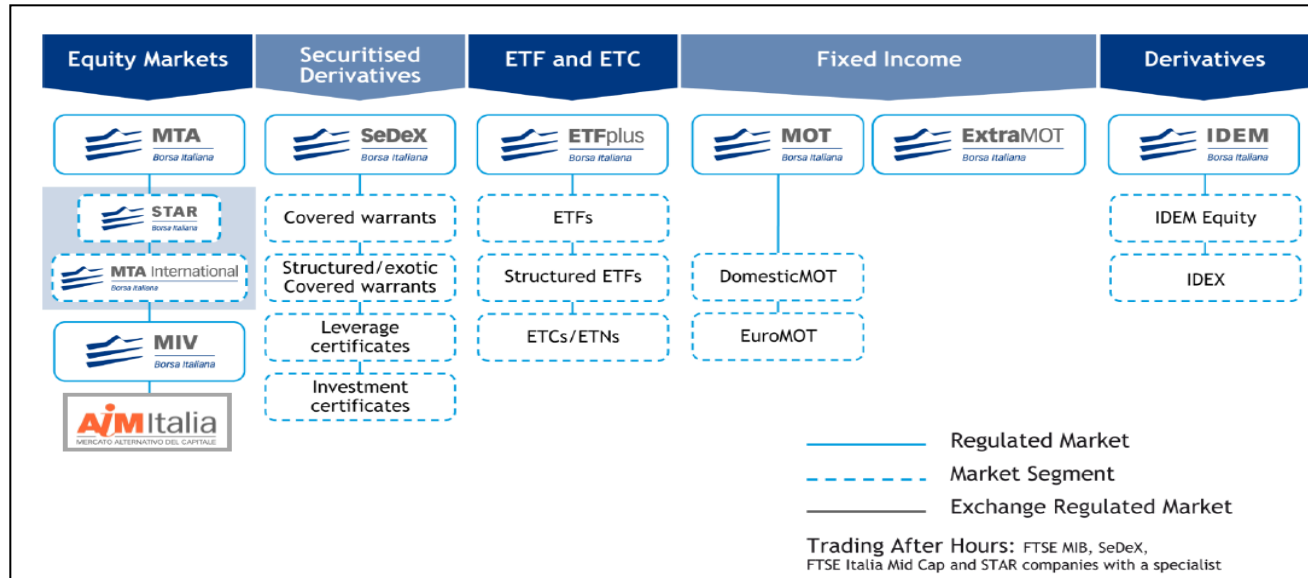 Equity Markets
Securitised
Derivatives
ETF and ETC
Fixed Income
Derivatives
MTA
Borsa Italiana
SeDeX
Borsa Italiana
ETFplus
Borsa Italiana
MOT
Borsa Italiana
ExtraMOT
Borsa Italiana
IDEM
Borsa Italiana
STAR
Borsa Italiana
Covered warrants
ETFs
IDEM Equity
MTA International
Borsa Italiana
Structured/exotic
Covered warrants
Structured ETFs
DomesticMOT
IDEX
MIV
Borsa Italiana
Leverage
certificates
ETCs/ETNs
EuroMOT
Investment
certificates
AIMItalia
MERCATO ALTERNATIVO DEL CAPITALE
Regulated Market
Market Segment
Exchange Regulated Market
Trading After Hours: FTSE MIB, SeDeX,
FTSE Italia Mid Cap and STAR companies with a specialist